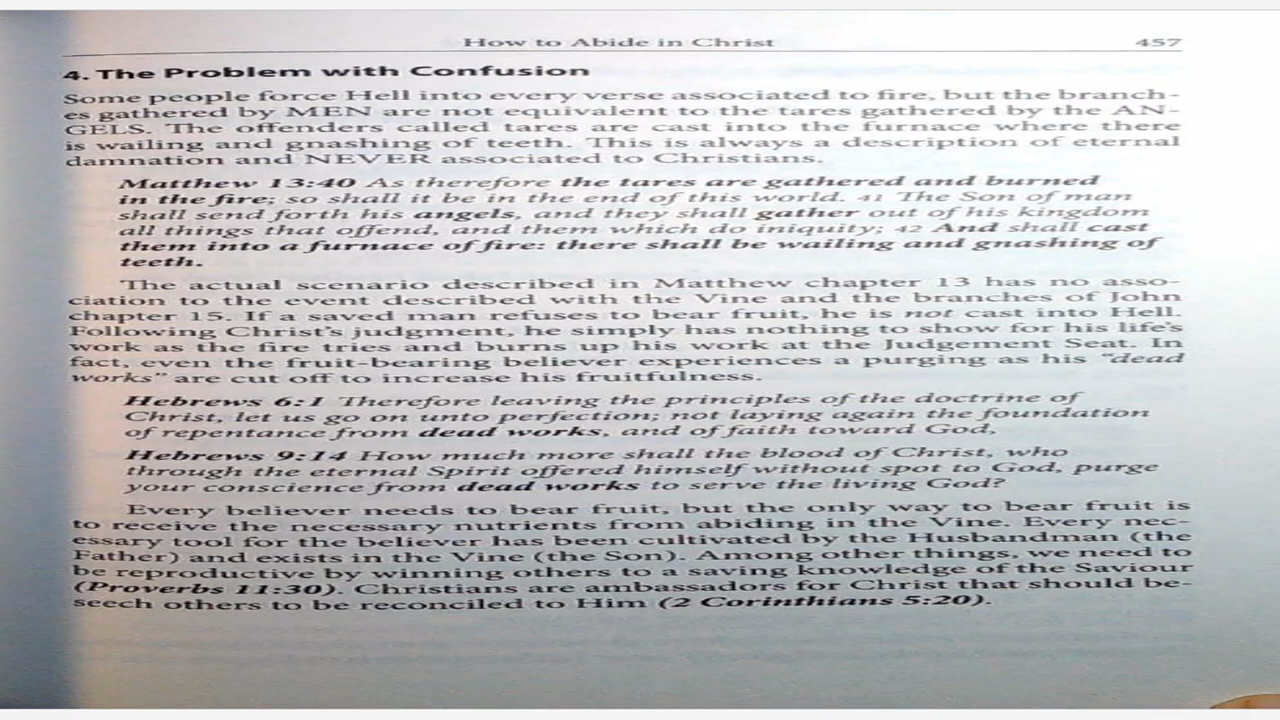 How to Abide in Christ 457
4. The Problem with Confusion
Some people force Hell into every verse associated to fire, but the branch-
es gathered by MEN are not equivalent to the tares gathered by the AN-
GELS. The offenders called tares are cast into the furnace where there
is wailing and gnashing of teeth. This is always a description of eternal
damnation and NEVER associated to Christians.
Matthew 13:40 As therefore the tares are gathered and burned
in the fire; so shall it be in the end of this world. 41 The Son of man
shall send forth his angels, and they shall gather out of his kingdom
all things that offend, and them which do iniquity; 42 And shall cast
them into a furnace of fire: there shall be wailing and gnashing of
teeth.
The actual scenario described in Matthew chapter 13 has no asso-
ciation to the event described with the Vine and the branches of John
chapter 15. If a saved man refuses to bear fruit, he is not cast into Hell.
Following Christ's judgment, he simply has nothing to show for his life's
work as the fire tries and burns up his work at the Judgement Seat. In
fact, even the fruit-bearing believer experiences a purging as his "dead
works" are cut off to increase his fruitfulness.
Hebrews 6:1 Therefore leaving the principles of the doctrine of
Christ, let us go on unto perfection; not laying again the foundation
of repentance from dead works, and of faith toward God,
Hebrews 9:14 How much more shall the blood of Christ, who
through the eternal Spirit offered himself without spot to God, purge
your conscience from dead works to serve the living God?
Every believer needs to bear fruit, but the only way to bear fruit is
to receive the necessary nutrients from abiding in the Vine. Every nec-
essary tool for the believer has been cultivated by the Husbandman (the
Father) and exists in the Vine (the Son). Among other things, we need to
be reproductive by winning others to a saving knowledge of the Saviour
(Proverbs 11:30). Christians are ambassadors for Christ that should be-
seech others to be reconciled to Him (2 Corinthians 5:20).